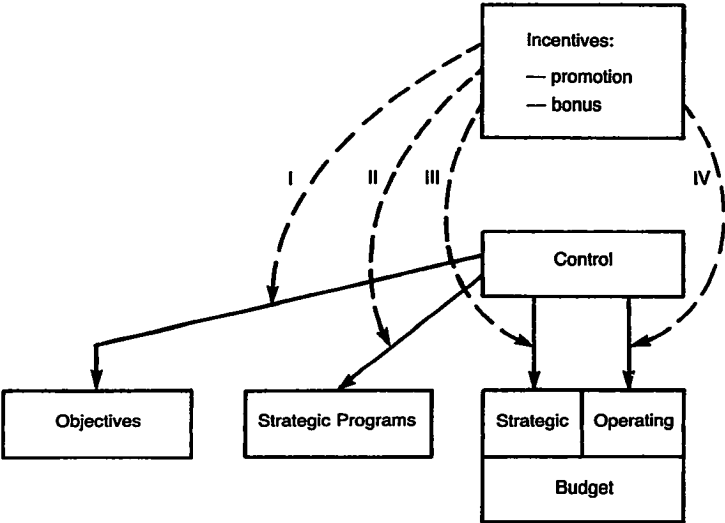 Incentives:
— promotion
— bonus
I
II
III
IV
Control
Objectives
Strategic Programs
Strategic
Operating
Budget